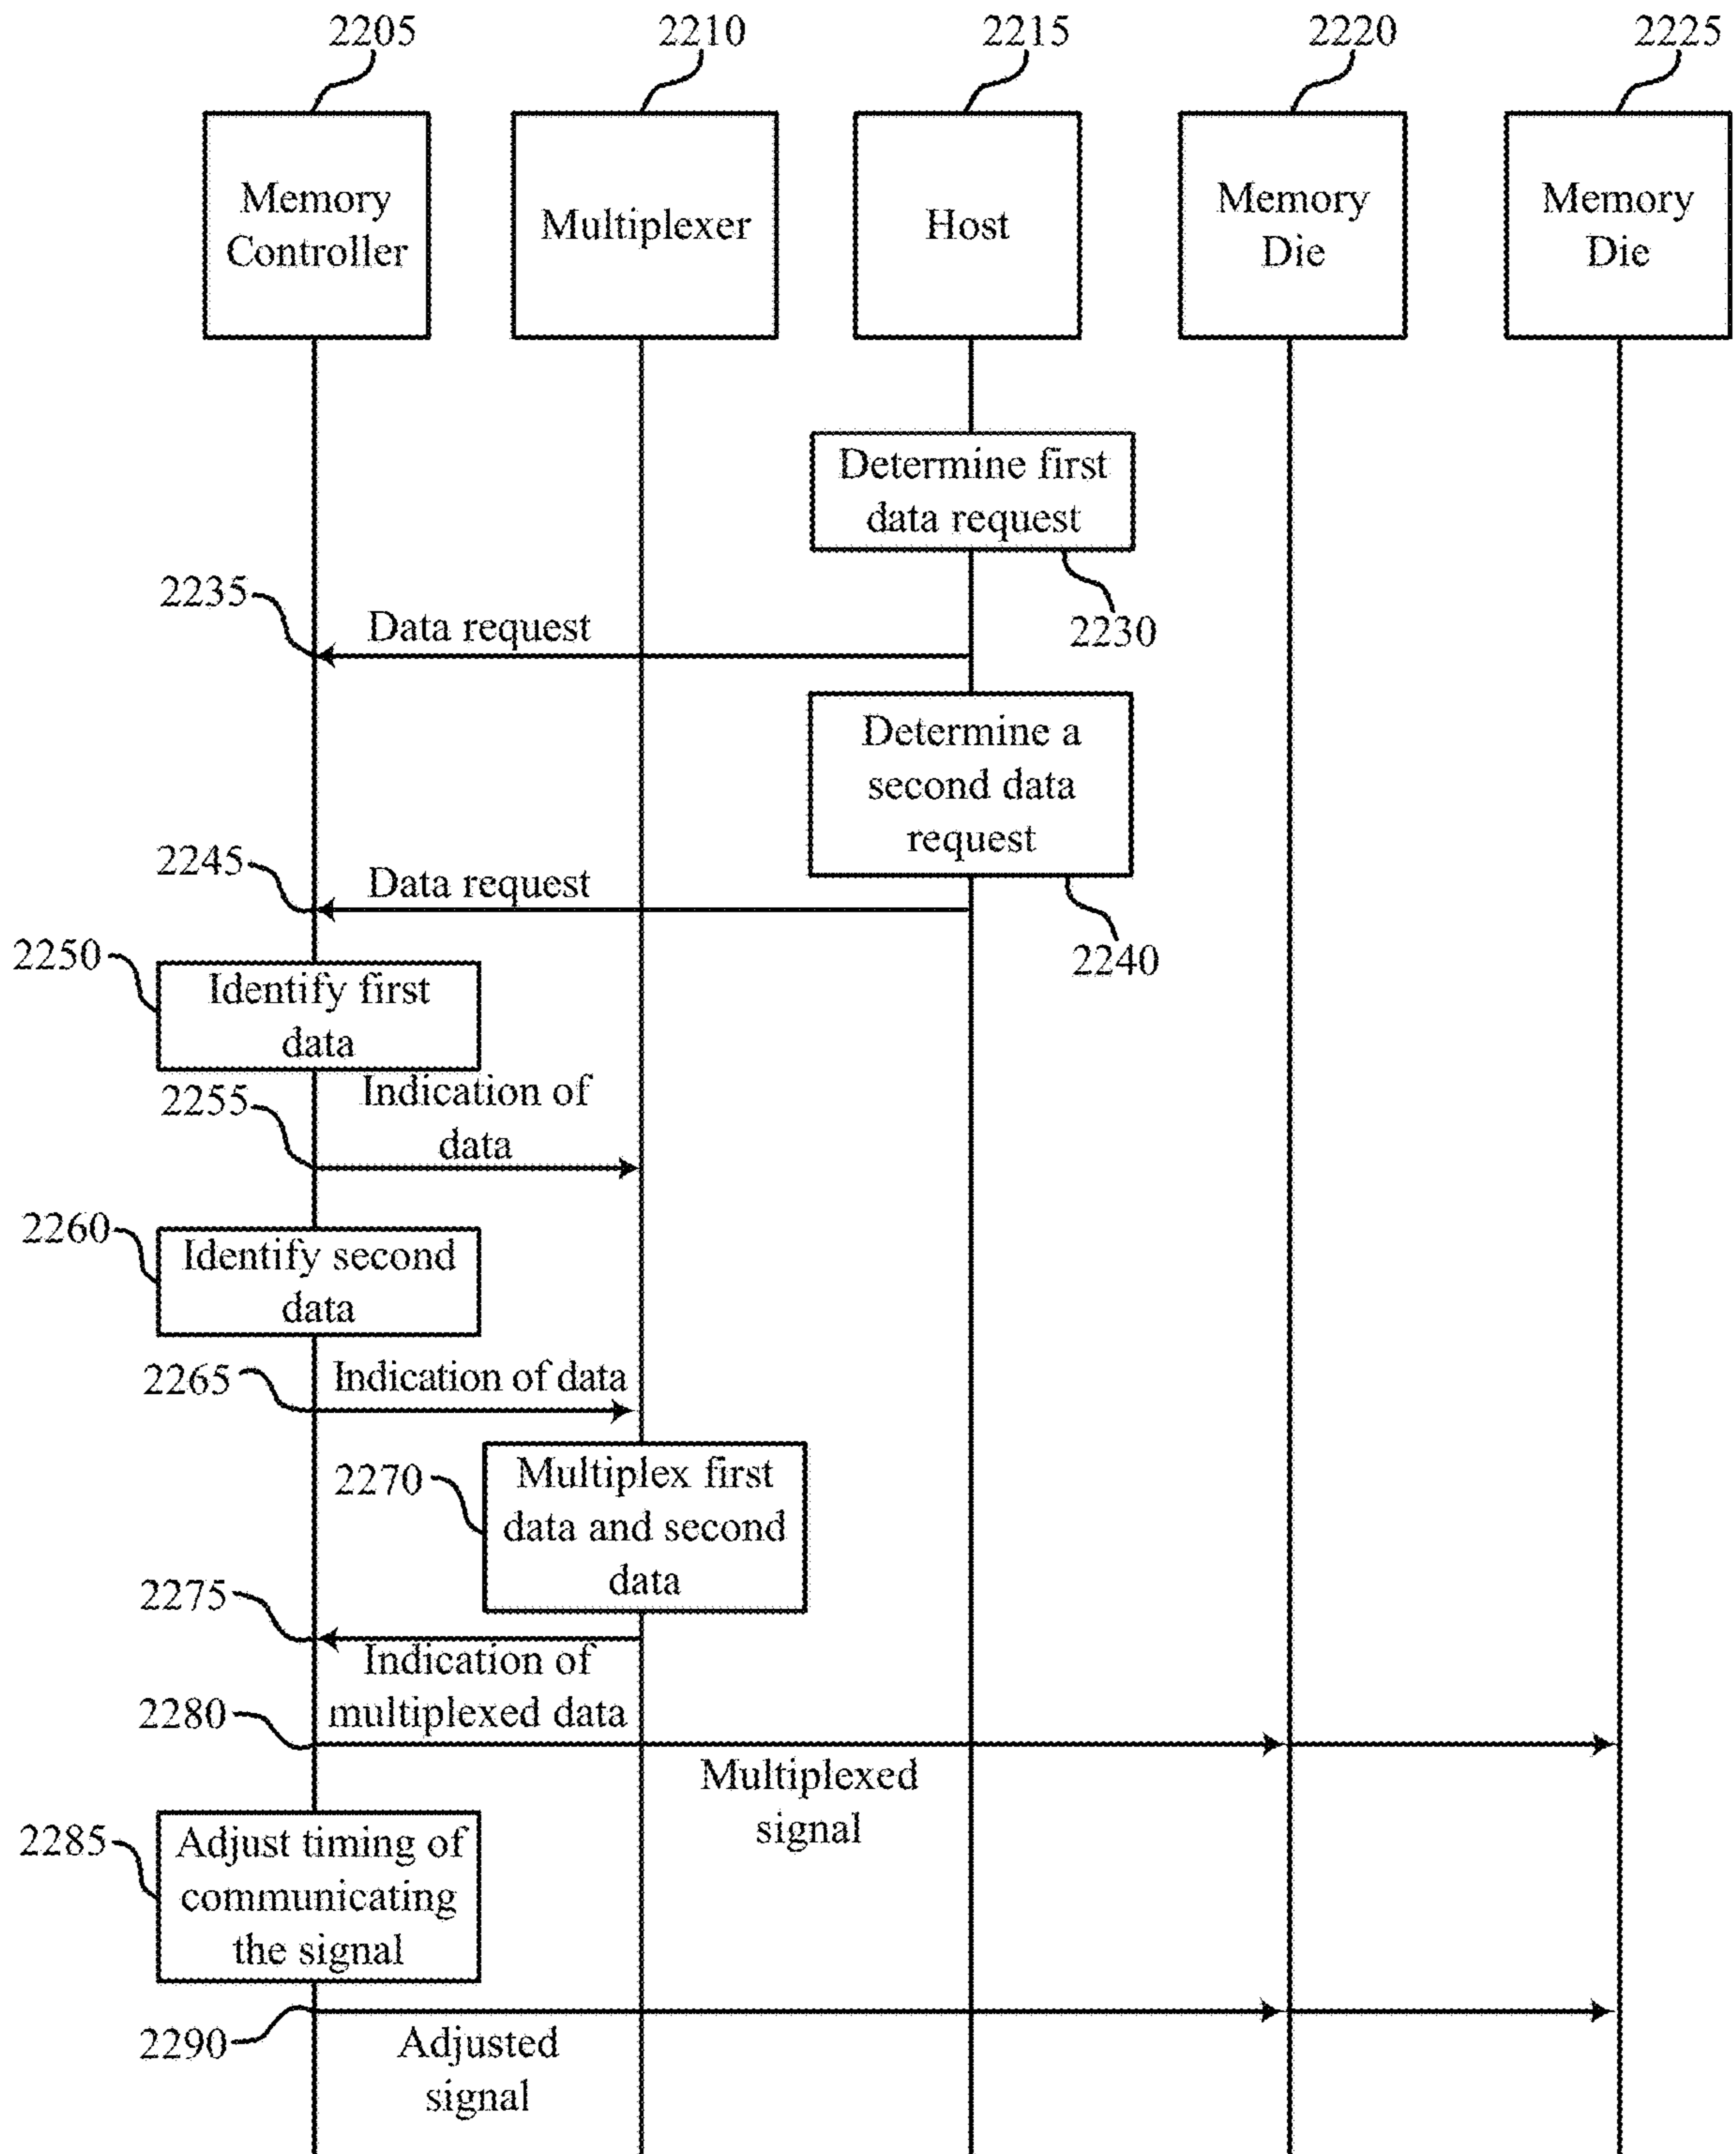 2205
2210
2215
2220
2225
Memory
Controller
Multiplexer
Host
Memory
Die
Memory
Die
Determine first
data request
2230
2235
Data request
Determine a
second data
request
2240
2245
Data request
2250
Identify first
data
2255
Indication of
data
2260
Identify second
data
2265
Indication of data
2270
Multiplex first
data and second
data
2275
Indication of
multiplexed data
2280
Multiplexed
signal
2285
Adjust timing of
communicating
the signal
2290
Adjusted
signal